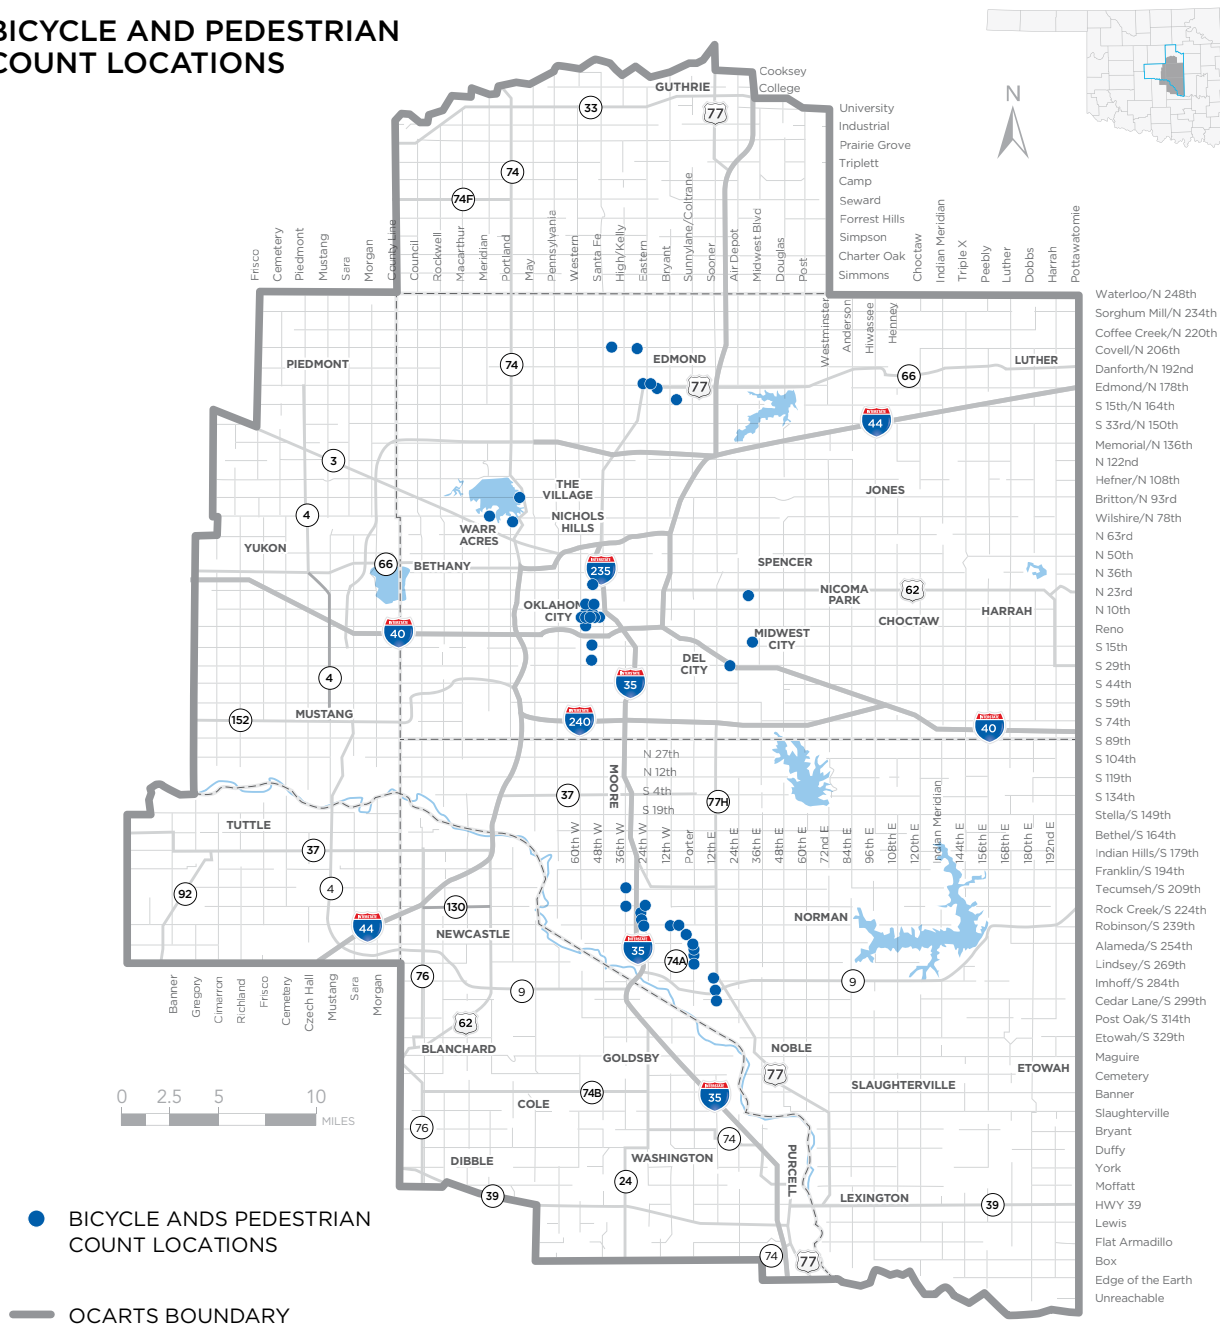 BICYCLE AND PEDESTRIAN
COUNT LOCATIONS
Cooksey
College
GUTHRIE
33
77
N
University
Industrial
Prairie Grove
Triplett
Camp
Seward
Forrest Hills
Simpson
Charter Oak
Simmons
74
74F
Frisco
Cemetery
Piedmont
Mustang
Sara
Morgan
County Line
Council
Rockwell
Macarthur
Meridian
Portland
May
Pennsylvania
Western
Santa Fe
High/Kelly
Eastern
Bryant
Sunnylane/Coltrane
Sooner
Air Depot
Midwest Blvd
Douglas
Post
Westminster
Anderson
Hiwassee
Henney
Choctaw
Indian Meridian
Triple X
Peebly
Luther
Dobbs
Harrah
Pottawatomie
Waterloo/N 248th
Sorghum Mill/N 234th
Coffee Creek/N 220th
Covell/N 206th
Danforth/N 192nd
Edmond/N 178th
S 15th/N 164th
S 33rd/N 150th
Memorial/N 136th
N 122nd
Hefner/N 108th
Britton/N 93rd
Wilshire/N 78th
N 63rd
N 50th
N 36th
N 23rd
N 10th
Reno
S 15th
S 29th
S 44th
S 59th
S 74th
S 89th
S 104th
S 119th
S 134th
Stella/S 149th
Bethel/S 164th
Indian Hills/S 179th
Franklin/S 194th
Tecumseh/S 209th
Rock Creek/S 224th
Robinson/S 239th
Alameda/S 254th
Lindsey/S 269th
Imhoff/S 284th
Cedar Lane/S 299th
Post Oak/S 314th
Etowah/S 329th
Maguire
Cemetery
Banner
Slaughterville
Bryant
Duffy
York
Moffatt
HWY 39
Lewis
Flat Armadillo
Box
Edge of the Earth
Unreachable
PIEDMONT
74
EDMOND
77
LUTHER
66
44
3
4
THE
VILLAGE
NICHOLS
HILLS
WARR
ACRES
JONES
YUKON
66
BETHANY
235
SPENCER
NICOMA
PARK
62
CHOCTAW
HARRAH
OKLAHOM
CITY
40
MIDWEST
CITY
DEL
CITY
4
35
152
MUSTANG
240
40
N 27th
N 12th
S 4th
S 19th
MOORE
37
77H
60th W
48th W
36th W
24th W
12th W
Porter
12th E
24th E
36th E
48th E
60th E
72nd E
84th E
96th E
108th E
120th E
Indian Meridian
144th E
156th E
168th E
180th E
192nd E
TUTTLE
37
4
92
130
44
NEWCASTLE
35
74A
NORMAN
9
Banner
Gregory
Cimarron
Richland
Frisco
Cemetery
Czech Hall
Mustang
Sara
Morgan
76
9
62
BLANCHARD
GOLDSBY
NOBLE
77
ETOWAH
SLAUGHTERVILLE
74B
35
COLE
0 2.5 5 10
MILES
76
74
DIBBLE
WASHINGTON
PURCELL
24
39
LEXINGTON
39
74
77
BICYCLE ANDS PEDESTRIAN
COUNT LOCATIONS
OCARTS BOUNDARY